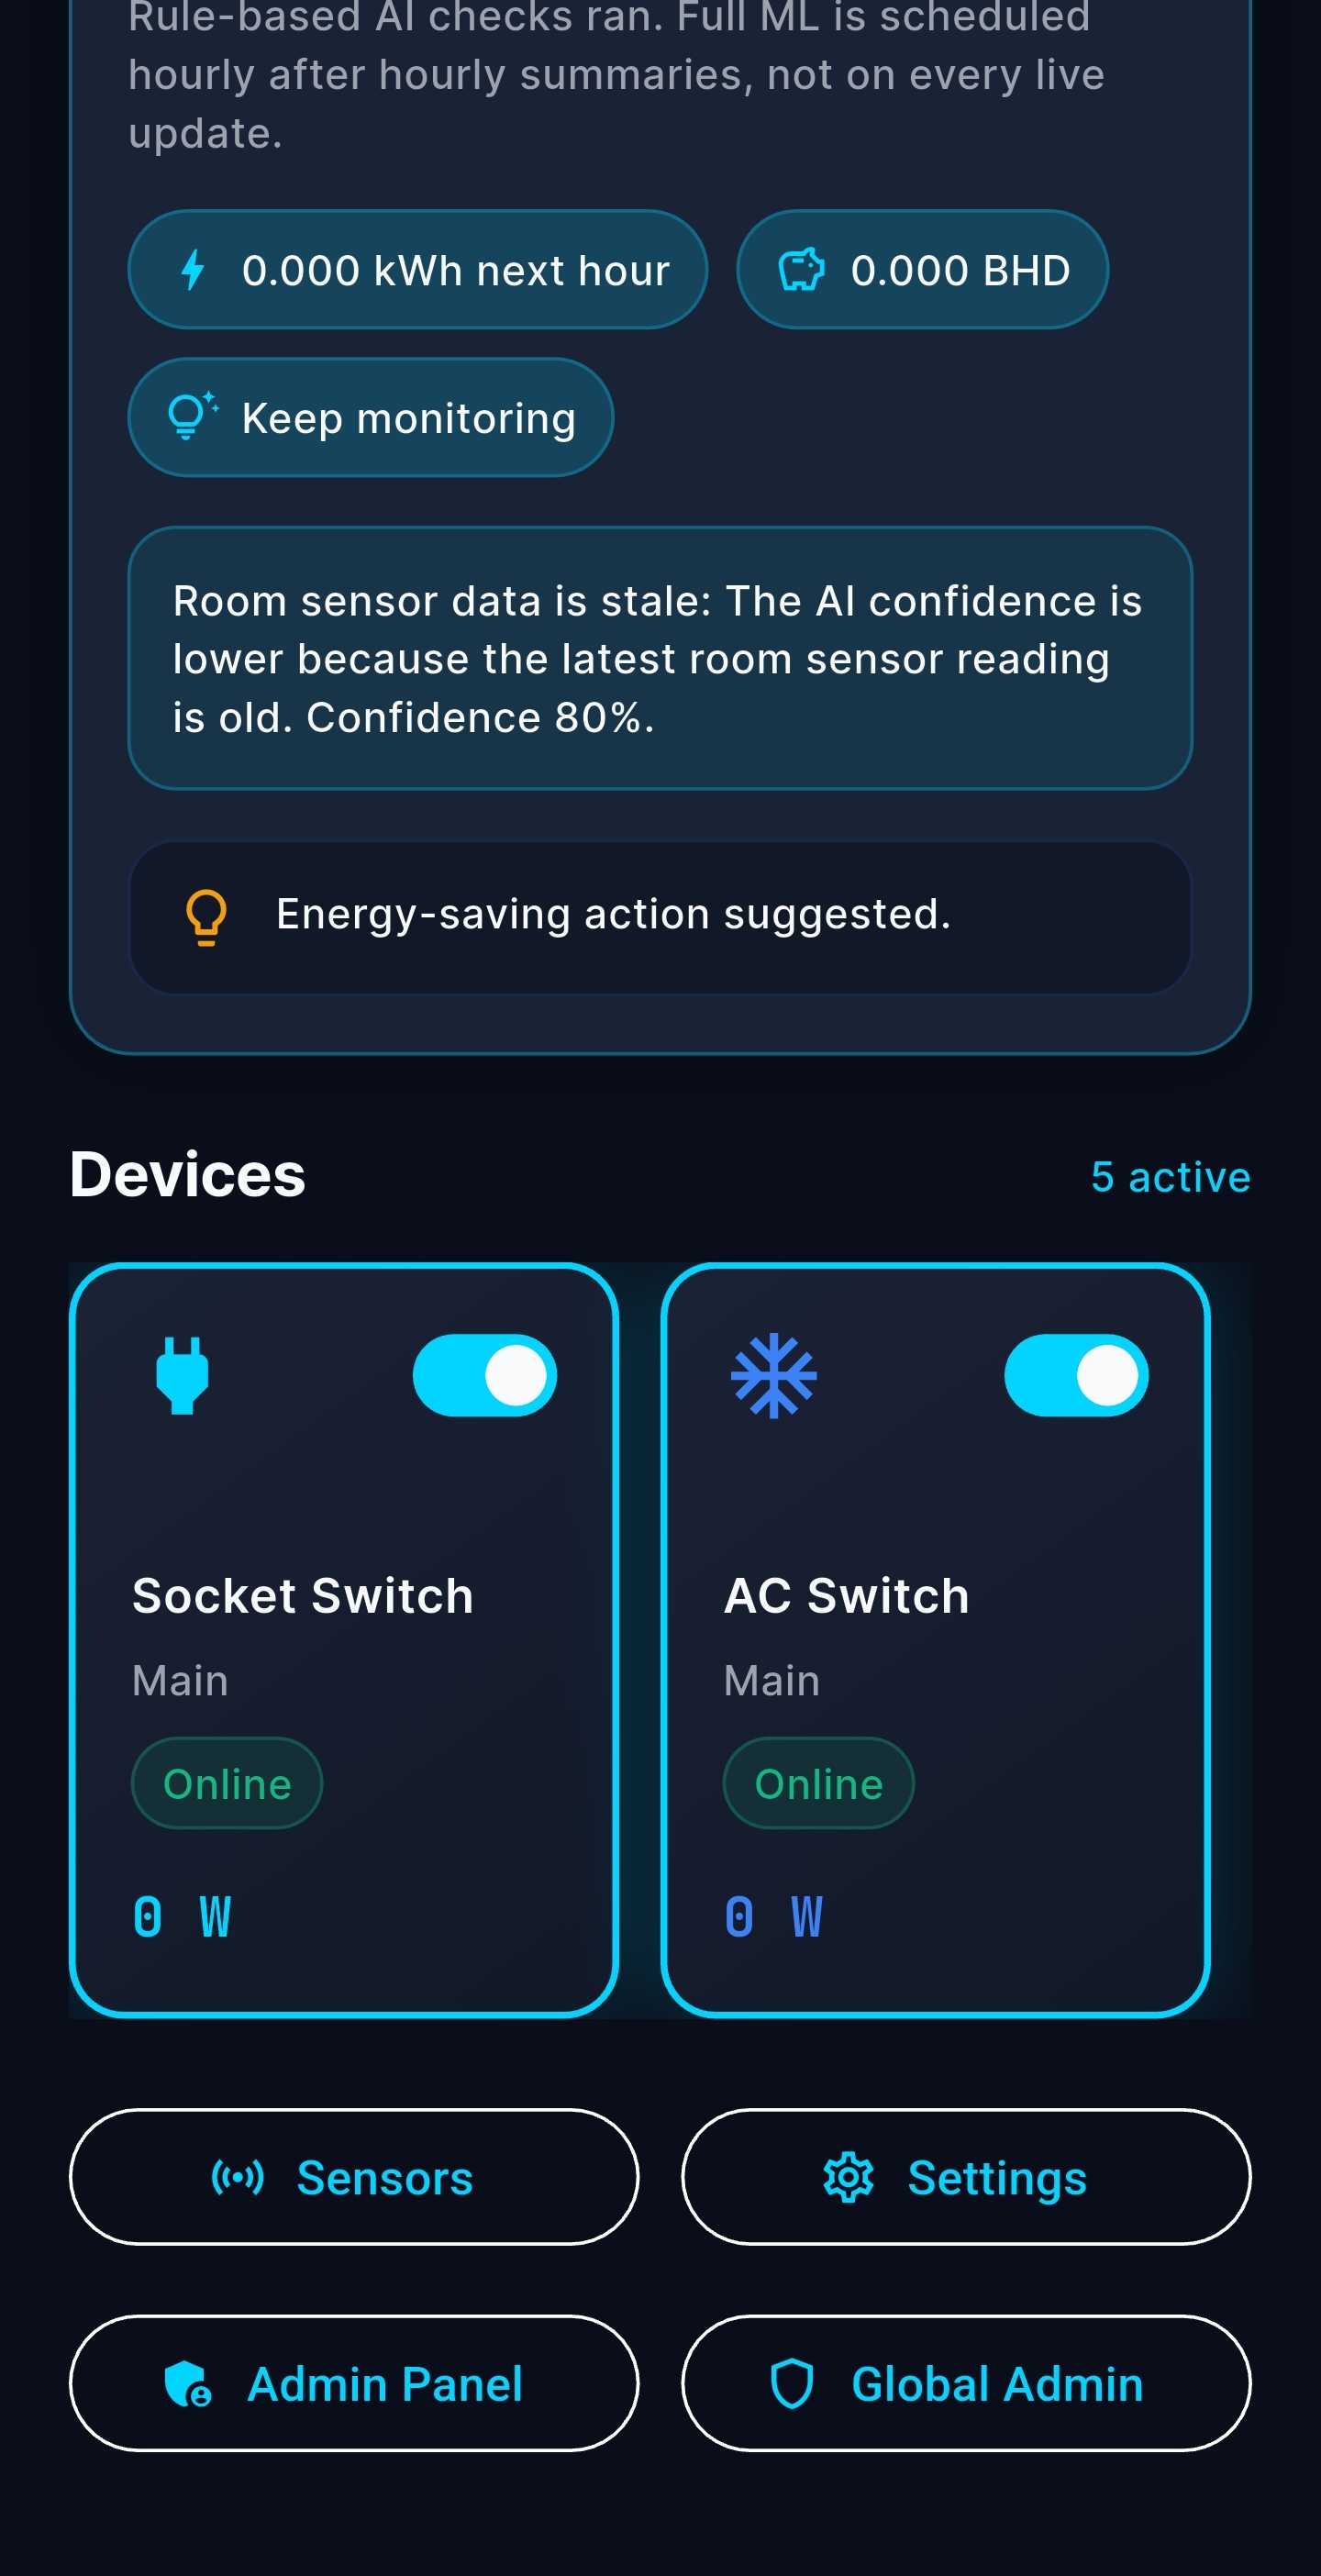 Rule-based AI checks ran. Full ML is scheduled
hourly after hourly summaries, not on every live
update.
0.000 kWh next hour
0.000 BHD
Keep monitoring
Room sensor data is stale: The AI confidence is
lower because the latest room sensor reading
is old. Confidence 80%.
Energy-saving action suggested.
Devices
5 active
Socket Switch
Main
Online
0 W
AC Switch
Main
Online
0 W
Sensors
Settings
Admin Panel
Global Admin